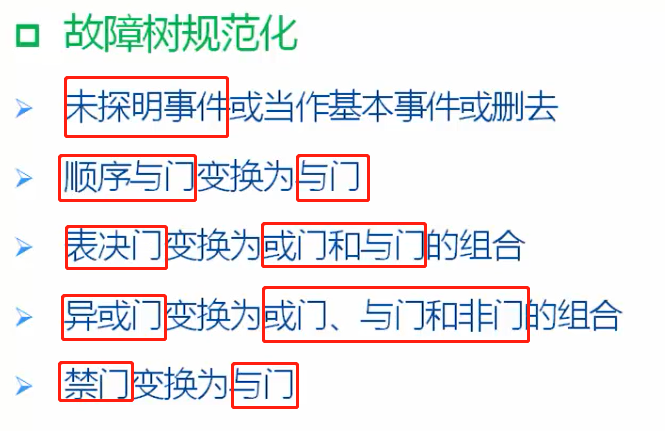 故障树规范化
未探明事件或当作基本事件或删去
顺序与门变换为与门
表决门变换为或门和与门的组合
异或门变换为或门、与门和非门的组合
禁门变换为与门